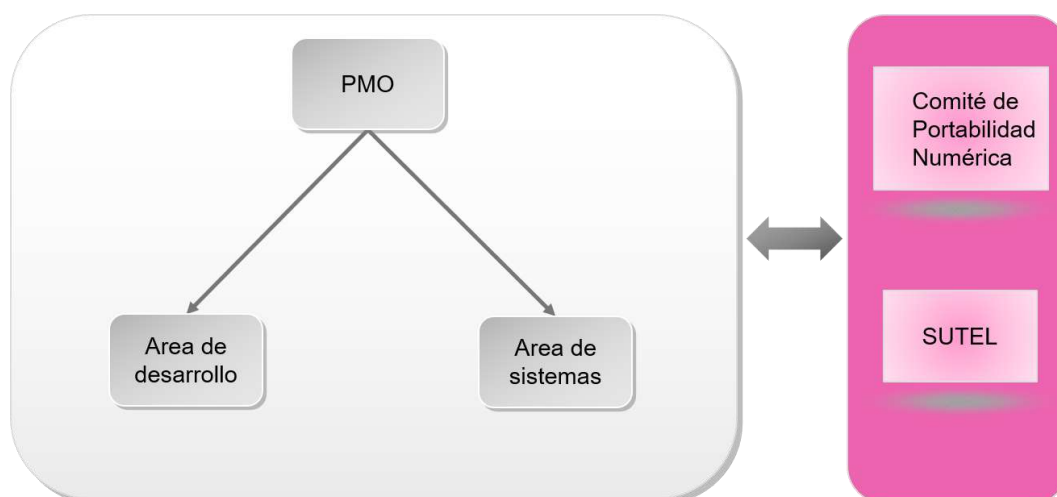 PMO
Area de
desarrollo
Area de
sistemas
Comité de
Portabilidad
Numérica
SUTEL